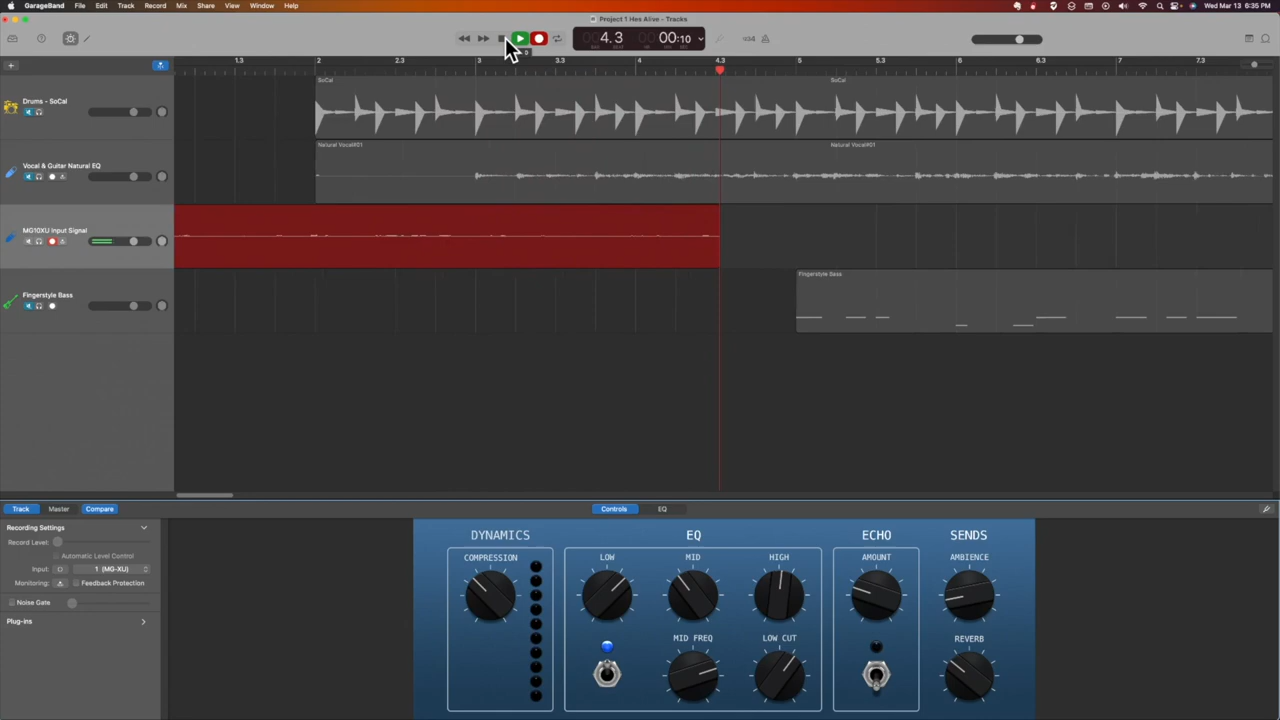 GarageBand File Edit Track Record Mix Share View Window Help Wed Mar 13 6:35 PM
Project 1 Hes Alive - Tracks
4.3 00:10
BAR BEAT MIN SEC
1.3 2 2.3 3 3.3 4 4.3 5 5.3 6 6.3 7 7.3
SoCal SoCal
Drums - SoCal
Natural Vocal#01 Natural Vocal#01
Vocal & Guitar Natural EQ
MG10XU Input Signal
Fingerstyle Bass
Fingerstyle Bass
Track Master Compare Controls EQ
Recording Settings
Record Level:
Automatic Level Control
Input: 1 (MG-XU)
Monitoring: Feedback Protection
Noise Gate
Plug-ins
DYNAMICS EQ ECHO SENDS
COMPRESSION LOW MID HIGH AMOUNT AMBIENCE
MID FREQ LOW CUT REVERB